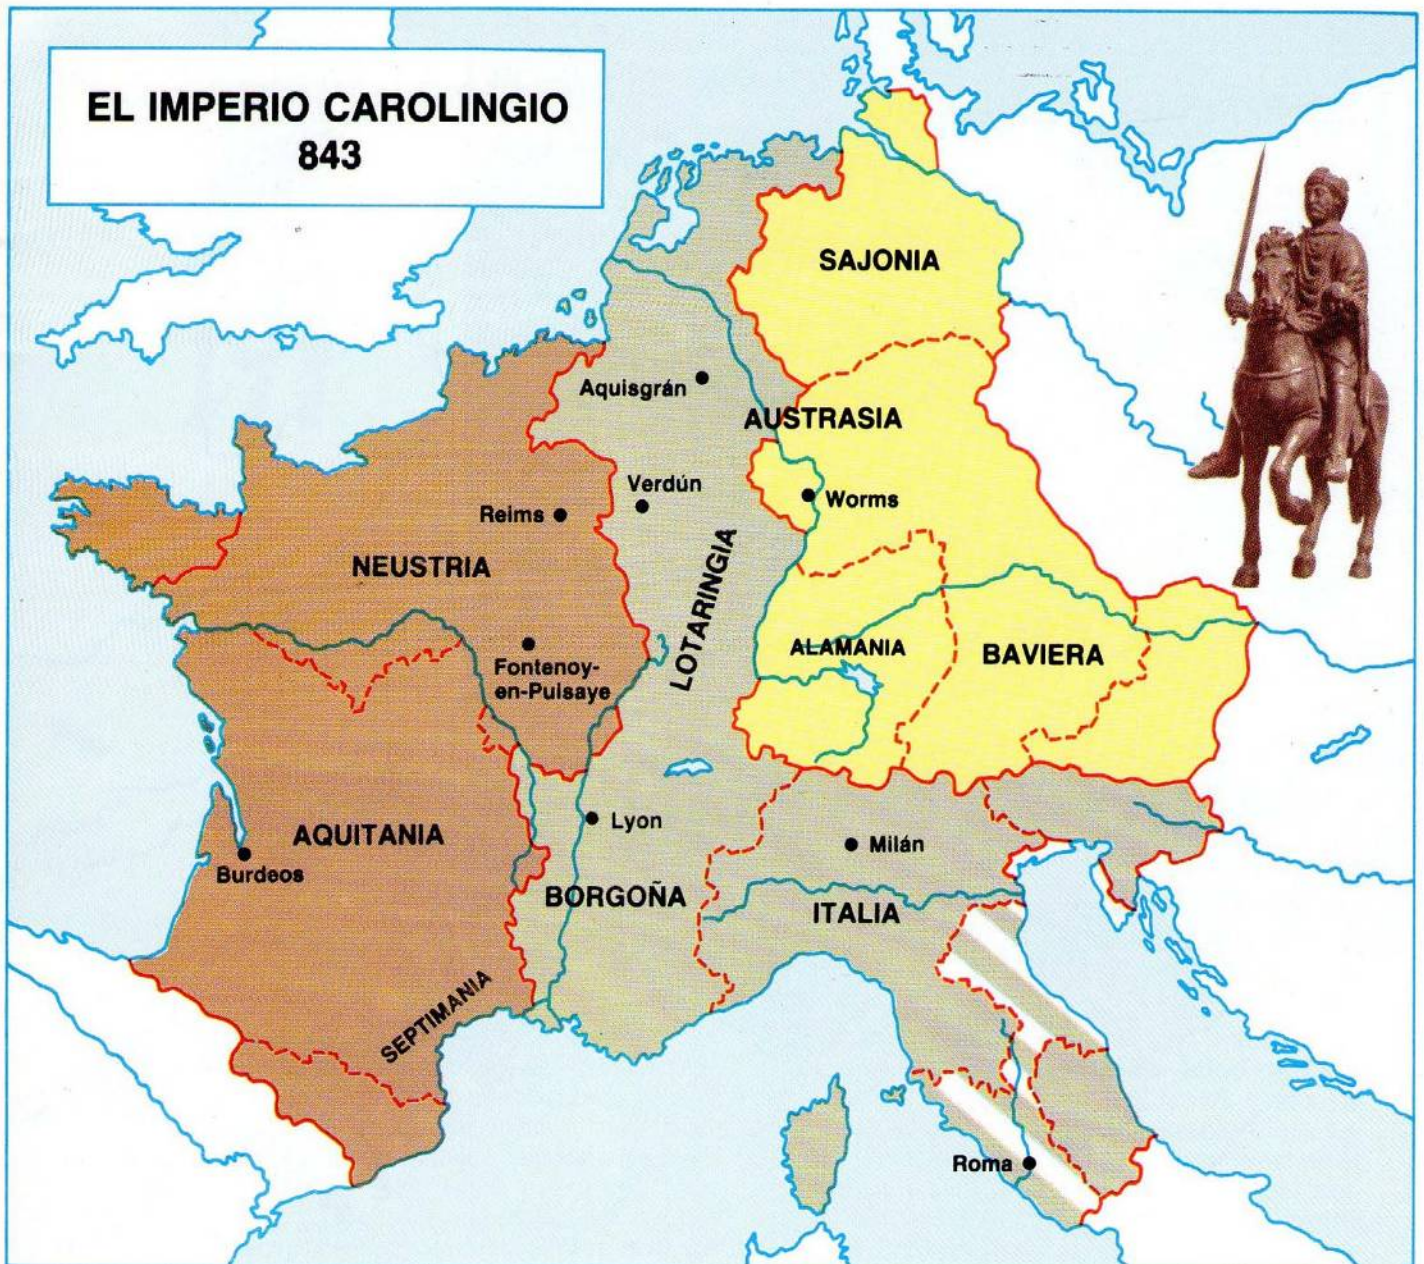 EL IMPERIO CAROLINGIO
843
SAJONIA
Aquisgrán
AUSTRASIA
Verdún
Worms
Reims
NEUSTRIA
LOTARINGIA
ALAMANIA
BAVIERA
Fontenoy-
en-Puisaye
AQUITANIA
Lyon
Milán
Burdeos
BORGOÑA
ITALIA
SEPTIMANIA
Roma